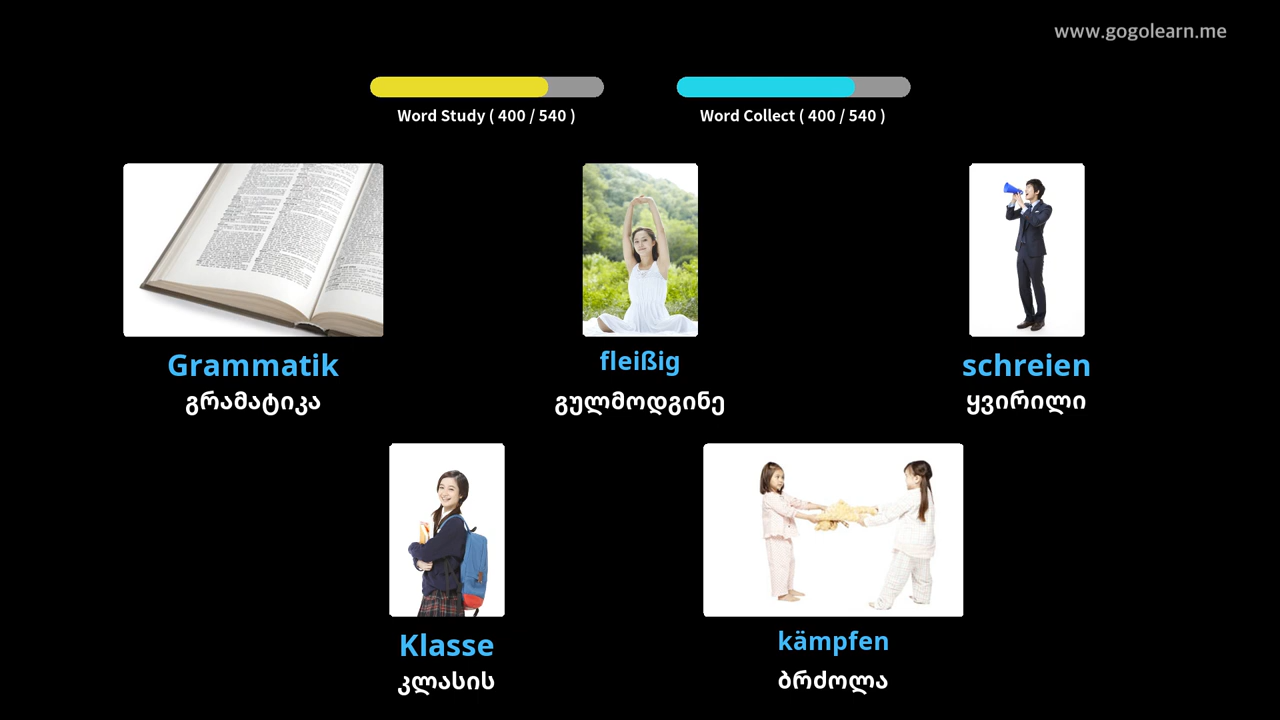 www.gogolearn.me
Word Study ( 400 / 540 )
Word Collect ( 400 / 540 )
Grammatik
გრამატიკა
fleißig
გულმოდგინე
schreien
ყვირილი
Klasse
კლასის
kämpfen
ბრძოლა